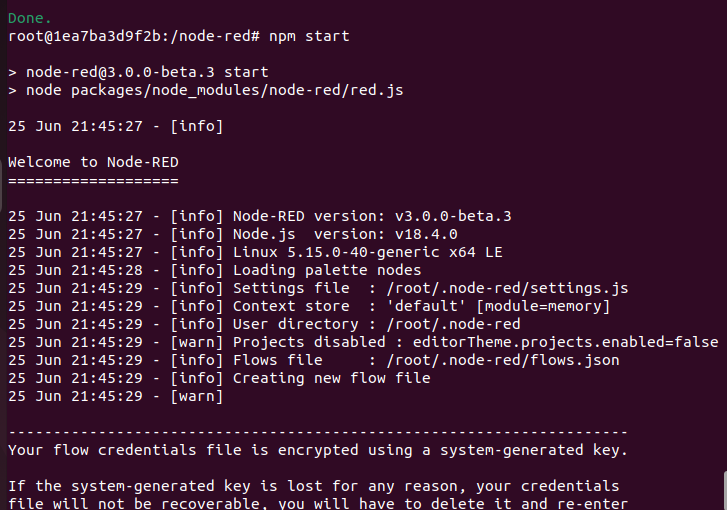 Done.
root@1ea7ba3d9f2b:/node-red# npm start
> node-red@3.0.0-beta.3 start
> node packages/node_modules/node-red/red.js
25 Jun 21:45:27 - [info]
Welcome to Node-RED
===================
25 Jun 21:45:27 - [info] Node-RED version: v3.0.0-beta.3
25 Jun 21:45:27 - [info] Node.js  version: v18.4.0
25 Jun 21:45:27 - [info] Linux 5.15.0-40-generic x64 LE
25 Jun 21:45:28 - [info] Loading palette nodes
25 Jun 21:45:29 - [info] Settings file  : /root/.node-red/settings.js
25 Jun 21:45:29 - [info] Context store  : 'default' [module=memory]
25 Jun 21:45:29 - [info] User directory : /root/.node-red
25 Jun 21:45:29 - [warn] Projects disabled : editorTheme.projects.enabled=false
25 Jun 21:45:29 - [info] Flows file     : /root/.node-red/flows.json
25 Jun 21:45:29 - [info] Creating new flow file
25 Jun 21:45:29 - [warn]
---------------------------------------------------------------------
Your flow credentials file is encrypted using a system-generated key.
If the system-generated key is lost for any reason, your credentials
file will not be recoverable, you will have to delete it and re-enter